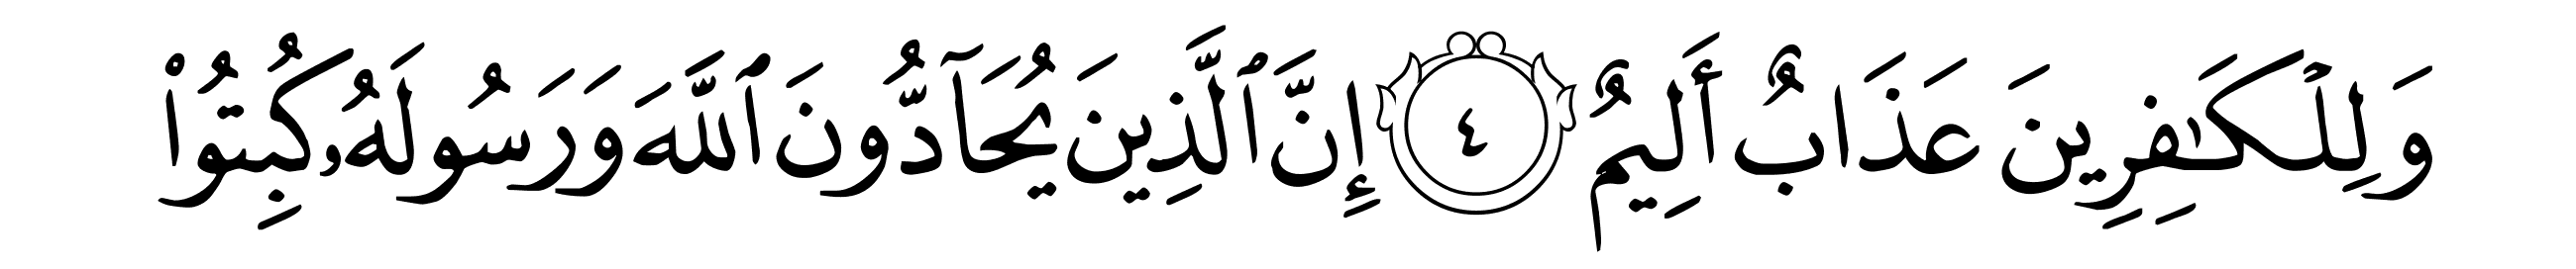 وَلِلۡكَٰفِرِينَ عَذَابٌ أَلِيمٌ ٤ إِنَّ ٱلَّذِينَ يُحَآدُّونَ ٱللَّهَ وَرَسُولَهُۥ كُبِتُواْ